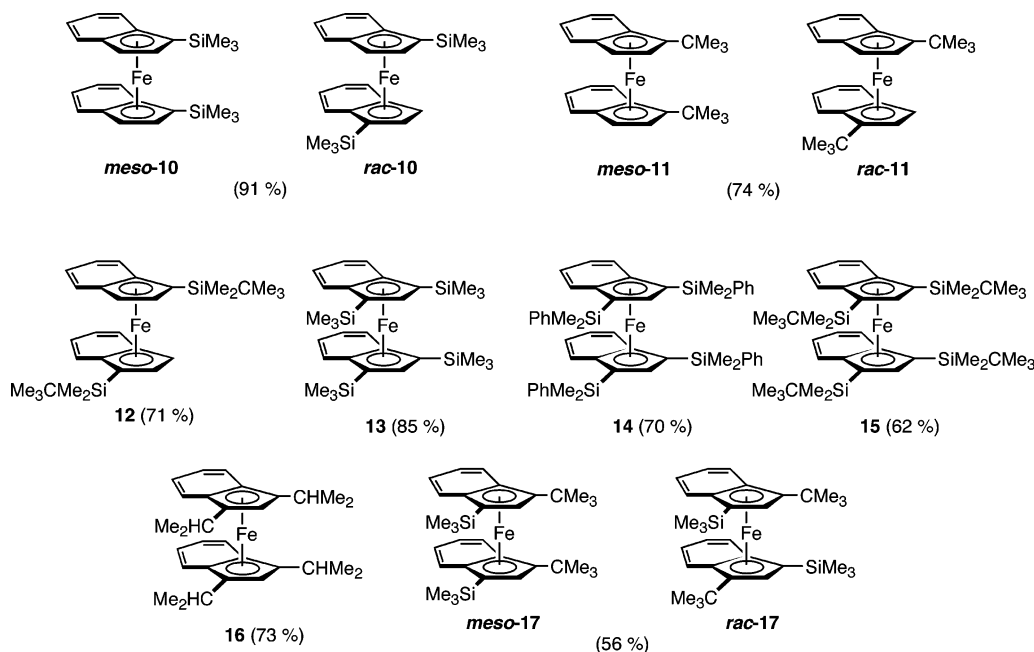 SiMe3 SiMe3 CMe3 CMe3
Fe Fe Fe Fe
SiMe3 CMe3
Me3Si Me3C
meso-10 rac-10 meso-11 rac-11
(91 %) (74 %)
SiMe2CMe3 SiMe3 SiMe2Ph SiMe2CMe3
Me3Si PhMe2Si Me3CMe2Si
Fe Fe Fe Fe
SiMe3 SiMe2Ph SiMe2CMe3
Me3CMe2Si Me3Si PhMe2Si Me3CMe2Si
12 (71 %) 13 (85 %) 14 (70 %) 15 (62 %)
CHMe2 CMe3 CMe3
Me2HC Me3Si Me3Si
Fe Fe Fe
CHMe2 CMe3 SiMe3
Me2HC Me3Si Me3C
16 (73 %) meso-17 rac-17
(56 %)